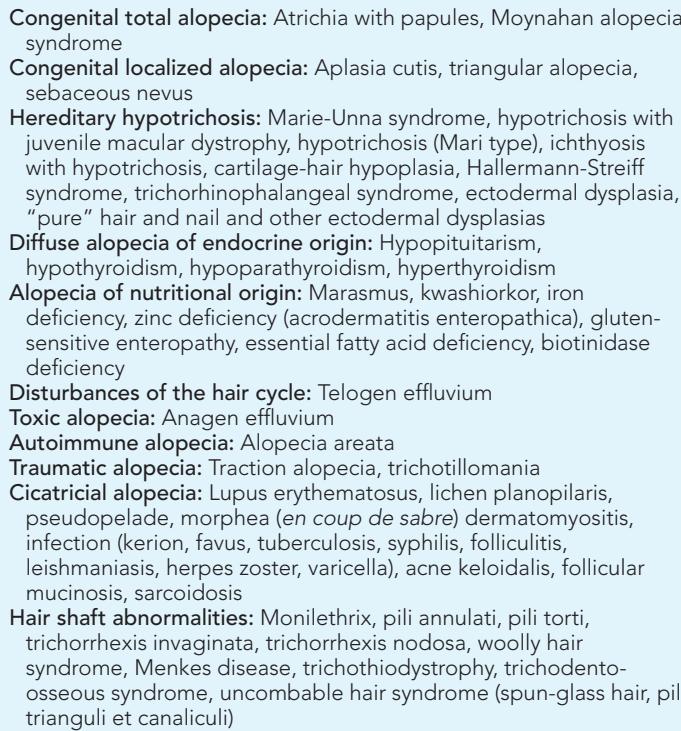 Congenital total alopecia: Atrichia with papules, Moynahan alopecia
syndrome
Congenital localized alopecia: Aplasia cutis, triangular alopecia,
sebaceous nevus
Hereditary hypotrichosis: Marie-Unna syndrome, hypotrichosis with
juvenile macular dystrophy, hypotrichosis (Mari type), ichthyosis
with hypotrichosis, cartilage-hair hypoplasia, Hallermann-Streiff
syndrome, trichorhinophalangeal syndrome, ectodermal dysplasia,
“pure” hair and nail and other ectodermal dysplasias
Diffuse alopecia of endocrine origin: Hypopituitarism,
hypothyroidism, hypoparathyroidism, hyperthyroidism
Alopecia of nutritional origin: Marasmus, kwashiorkor, iron
deficiency, zinc deficiency (acrodermatitis enteropathica), gluten-
sensitive enteropathy, essential fatty acid deficiency, biotinidase
deficiency
Disturbances of the hair cycle: Telogen effluvium
Toxic alopecia: Anagen effluvium
Autoimmune alopecia: Alopecia areata
Traumatic alopecia: Traction alopecia, trichotillomania
Cicatricial alopecia: Lupus erythematosus, lichen planopilaris,
pseudopelade, morphea (en coup de sabre) dermatomyositis,
infection (kerion, favus, tuberculosis, syphilis, folliculitis,
leishmaniasis, herpes zoster, varicella), acne keloidalis, follicular
mucinosis, sarcoidosis
Hair shaft abnormalities: Monilethrix, pili annulati, pili torti,
trichorrhexis invaginata, trichorrhexis nodosa, woolly hair
syndrome, Menkes disease, trichothiodystrophy, trichodento-
osseous syndrome, uncombable hair syndrome (spun-glass hair, pil
trianguli et canaliculi)